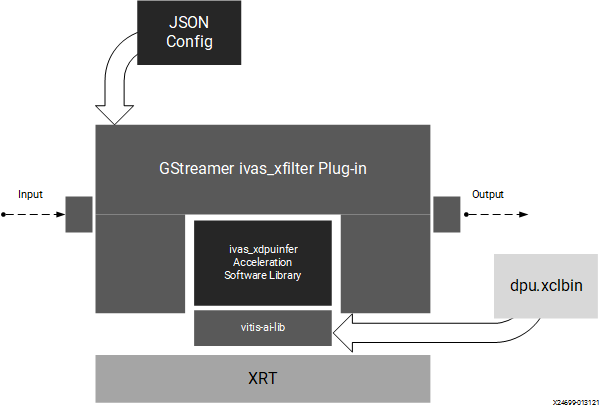 JSON
Config
GStreamer ivas_xfilter Plug-in
Input
Output
ivas_xdpuinfer
Acceleration
Software Library
dpu.xclbin
vitis-ai-lib
XRT
X24699-013121